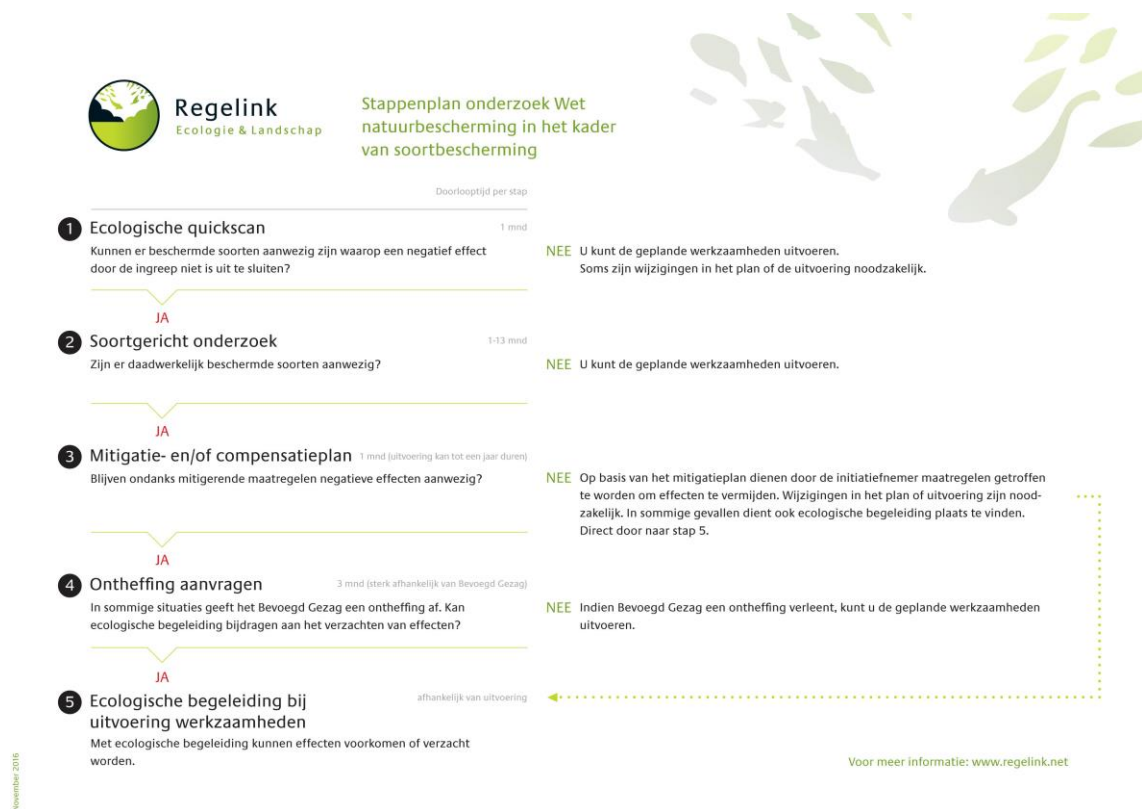 Regelink
Ecologie & Landschap
Stappenplan onderzoek Wet
natuurbescherming in het kader
van soortbescherming
Doorlooptijd per stap
1 Ecologische quickscan 1 mnd
Kunnen er beschermde soorten aanwezig zijn waarop een negatief effect
door de ingreep niet is uit te sluiten?
NEE U kunt de geplande werkzaamheden uitvoeren.
Soms zijn wijzigingen in het plan of de uitvoering noodzakelijk.
JA
2 Soortgericht onderzoek 1-13 mnd
Zijn er daadwerkelijk beschermde soorten aanwezig?
NEE U kunt de geplande werkzaamheden uitvoeren.
JA
3 Mitigatie- en/of compensatieplan 1 mnd (uitvoering kan tot een jaar duren)
Blijven ondanks mitigerende maatregelen negatieve effecten aanwezig?
NEE Op basis van het mitigatieplan dienen door de initiatiefnemer maatregelen getroffen
te worden om effecten te vermijden. Wijzigingen in het plan of uitvoering zijn nood-
zakelijk. In sommige gevallen dient ook ecologische begeleiding plaats te vinden.
Direct door naar stap 5.
JA
4 Ontheffing aanvragen 3 mnd (sterk afhankelijk van Bevoegd Gezag)
In sommige situaties geeft het Bevoegd Gezag een ontheffing af. Kan
ecologische begeleiding bijdragen aan het verzachten van effecten?
NEE Indien Bevoegd Gezag een ontheffing verleent, kunt u de geplande werkzaamheden
uitvoeren.
JA
5 Ecologische begeleiding bij afhankelijk van uitvoering
uitvoering werkzaamheden
Met ecologische begeleiding kunnen effecten voorkomen of verzacht
worden.
Voor meer informatie: www.regelink.net
November 2016